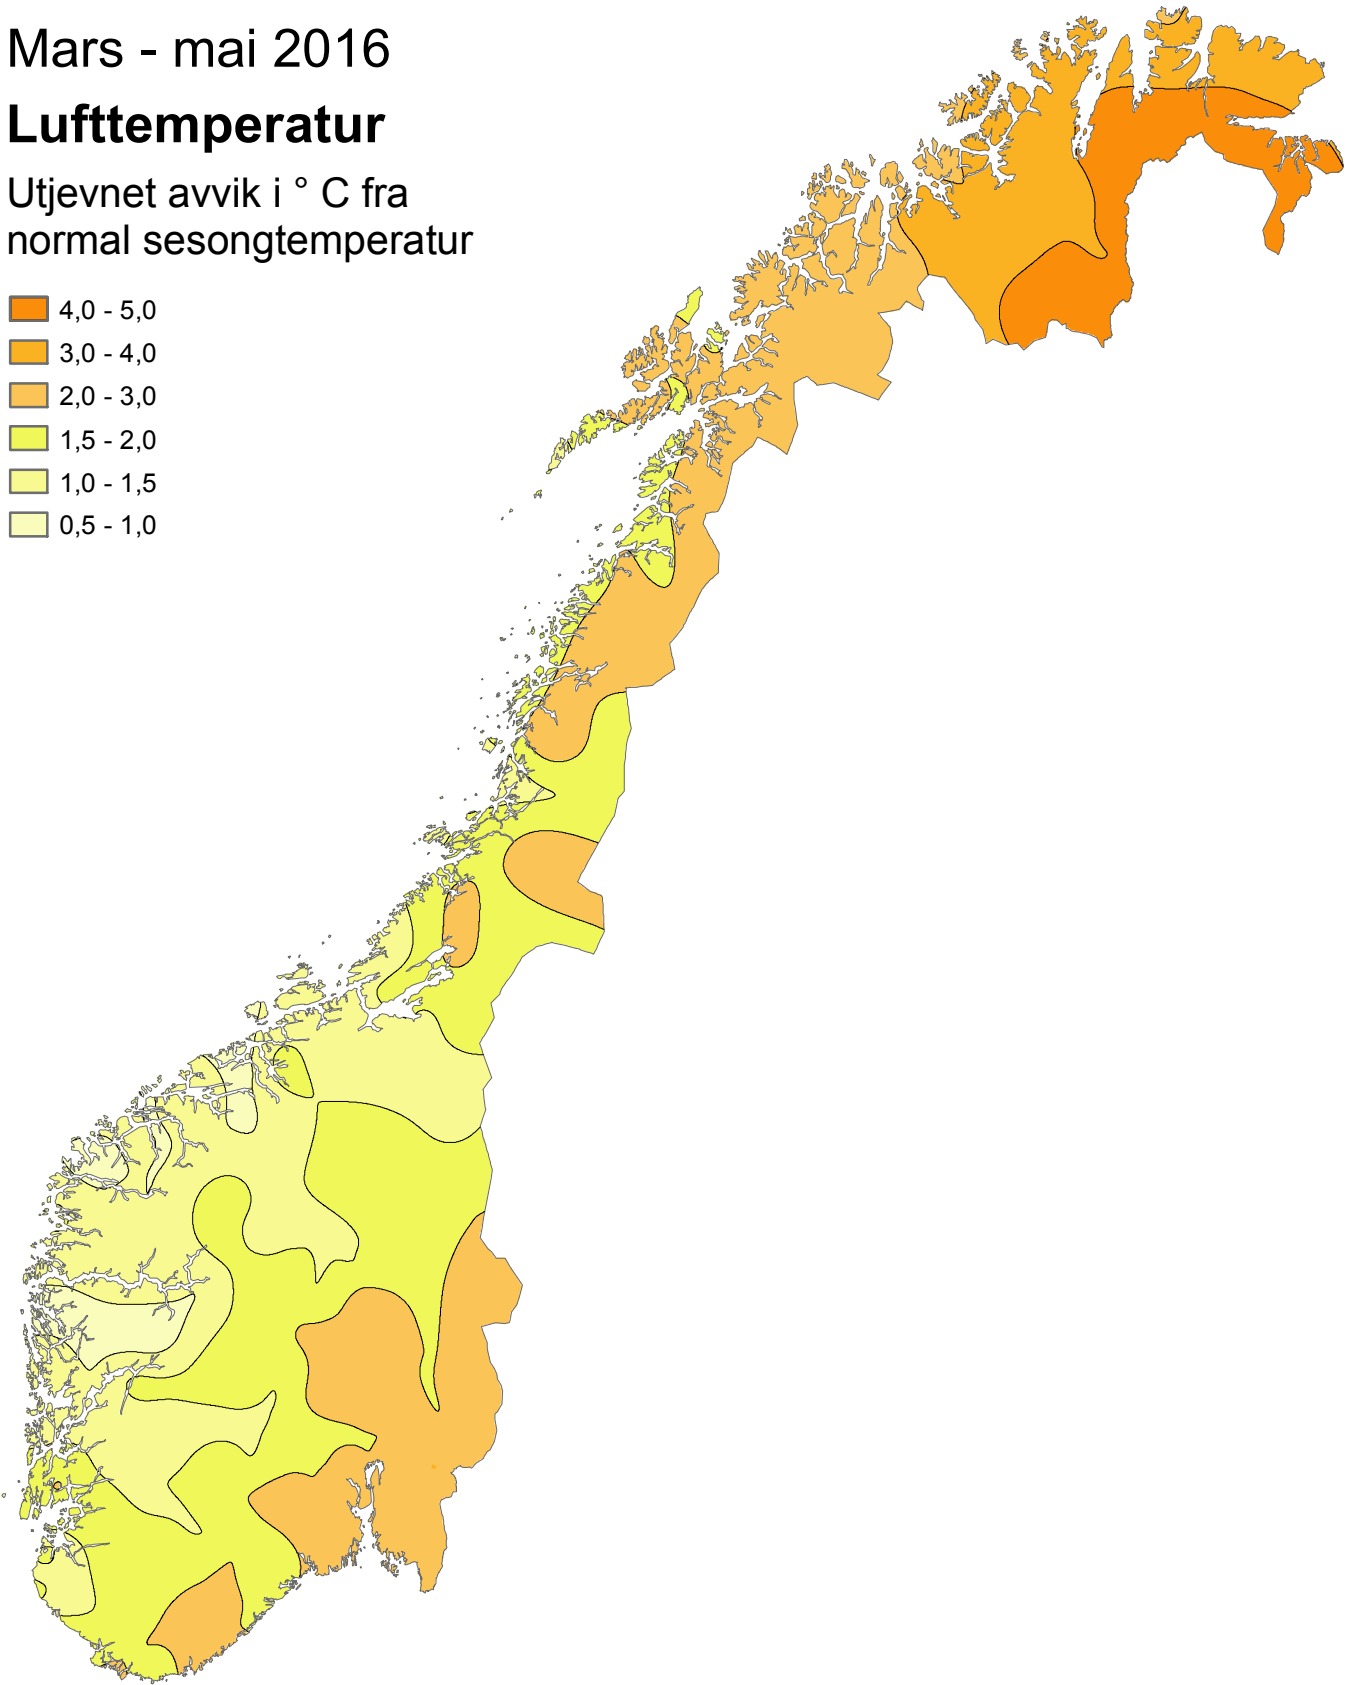 Mars - mai 2016
Lufttemperatur
Utjevnet avvik i ° C fra
normal sesongtemperatur
4,0 - 5,0
3,0 - 4,0
2,0 - 3,0
1,5 - 2,0
1,0 - 1,5
0,5 - 1,0